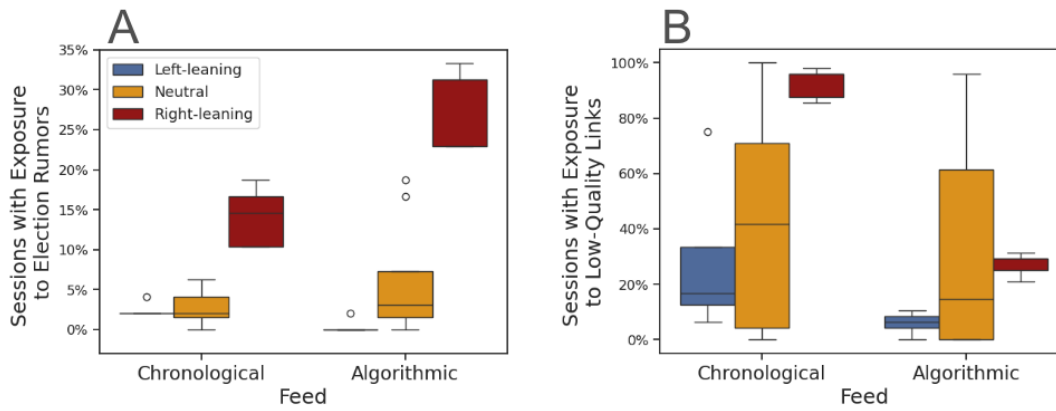 A
Sessions with Exposure
to Election Rumors
35%
30%
25%
20%
15%
10%
5%
0%
Left-leaning
Neutral
Right-leaning
Chronological
Algorithmic
Feed
B
Sessions with Exposure
to Low-Quality Links
100%
80%
60%
40%
20%
0%
Chronological
Algorithmic
Feed